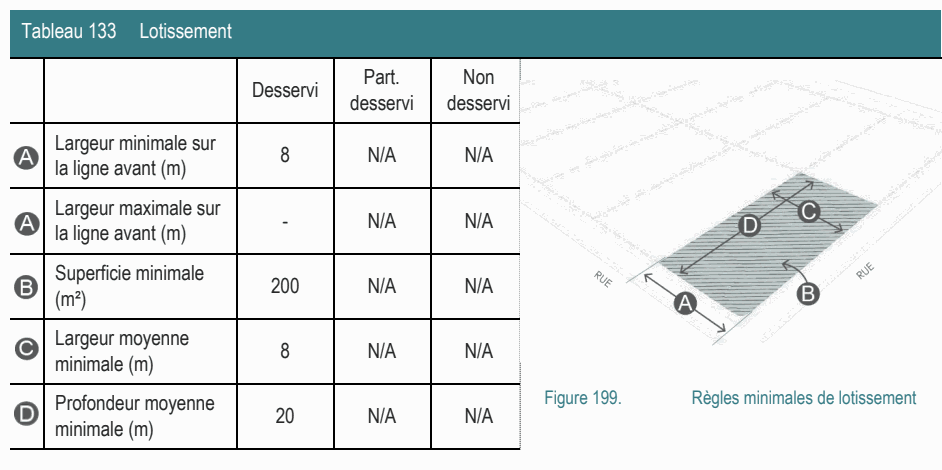 Tableau 133 Lotissement
Desservi
Part.
desservi
Non
desservi
A
Largeur minimale sur
la ligne avant (m)
8
N/A
N/A
A
Largeur maximale sur
la ligne avant (m)
-
N/A
N/A
B
Superficie minimale
(m²)
200
N/A
N/A
C
Largeur moyenne
minimale (m)
8
N/A
N/A
D
Profondeur moyenne
minimale (m)
20
N/A
N/A
C
D
RUE
RUE
A
B
Figure 199. Règles minimales de lotissement